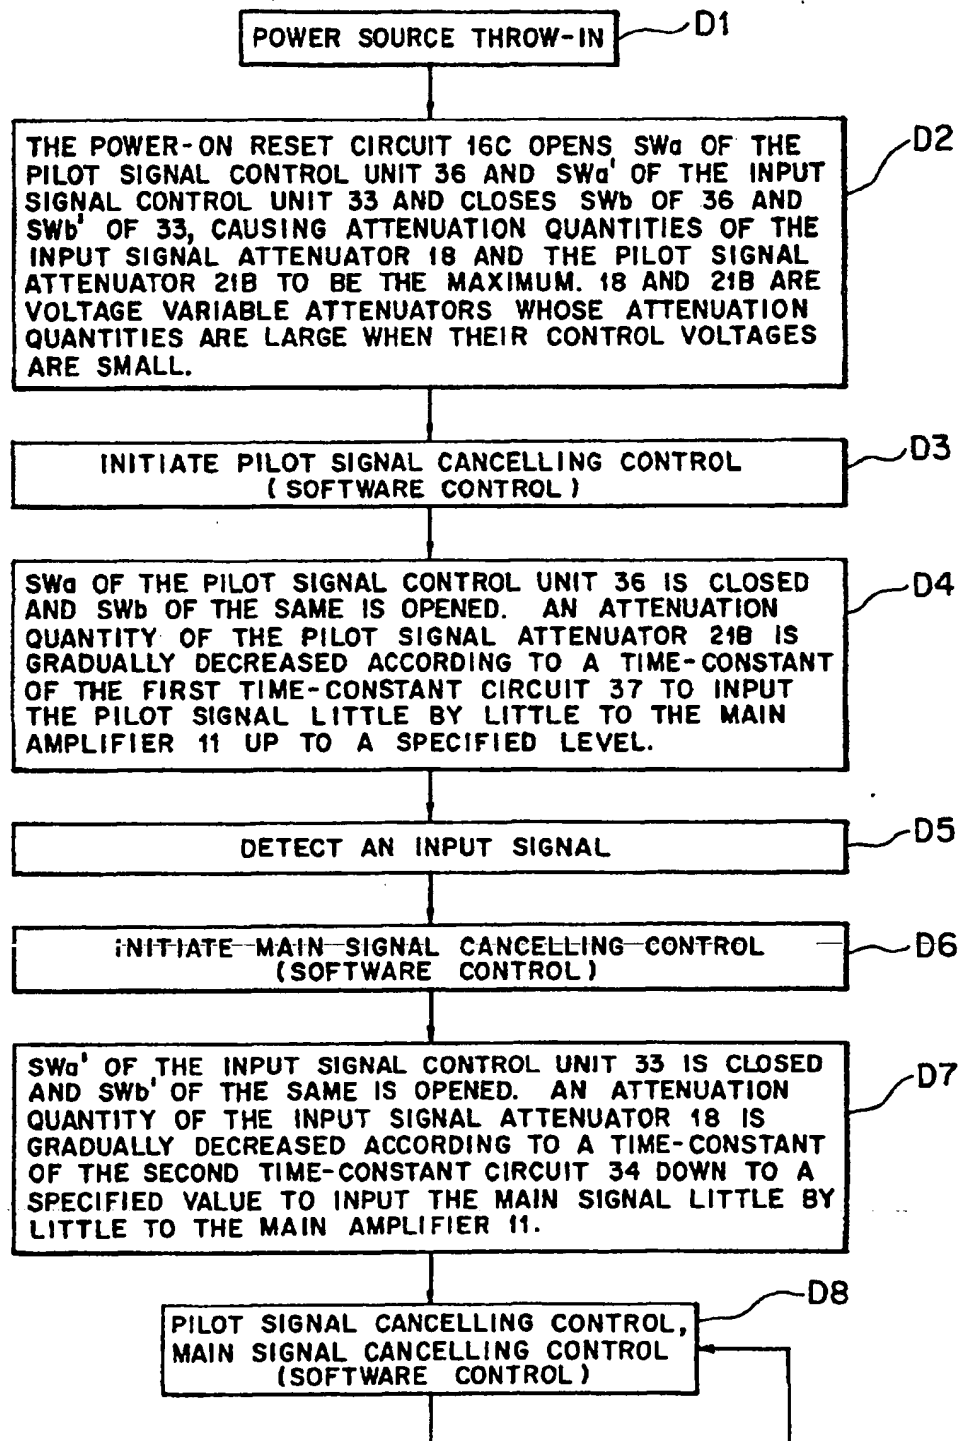 POWER SOURCE THROW-IN
D1
THE POWER-ON RESET CIRCUIT 16C OPENS SWa OF THE
PILOT SIGNAL CONTROL UNIT 36 AND SWa' OF THE INPUT
SIGNAL CONTROL UNIT 33 AND CLOSES SWb OF 36 AND
SWb' OF 33, CAUSING ATTENUATION QUANTITIES OF THE
INPUT SIGNAL ATTENUATOR 18 AND THE PILOT SIGNAL
ATTENUATOR 21B TO BE THE MAXIMUM. 18 AND 21B ARE
VOLTAGE VARIABLE ATTENUATORS WHOSE ATTENUATION
QUANTITIES ARE LARGE WHEN THEIR CONTROL VOLTAGES
ARE SMALL.
D2
INITIATE PILOT SIGNAL CANCELLING CONTROL
(SOFTWARE CONTROL)
D3
SWa OF THE PILOT SIGNAL CONTROL UNIT 36 IS CLOSED
AND SWb OF THE SAME IS OPENED. AN ATTENUATION
QUANTITY OF THE PILOT SIGNAL ATTENUATOR 21B IS
GRADUALLY DECREASED ACCORDING TO A TIME-CONSTANT
OF THE FIRST TIME-CONSTANT CIRCUIT 37 TO INPUT
THE PILOT SIGNAL LITTLE BY LITTLE TO THE MAIN
AMPLIFIER 11 UP TO A SPECIFIED LEVEL.
D4
DETECT AN INPUT SIGNAL
D5
INITIATE MAIN SIGNAL CANCELLING CONTROL
(SOFTWARE CONTROL)
D6
SWa' OF THE INPUT SIGNAL CONTROL UNIT 33 IS CLOSED
AND SWb' OF THE SAME IS OPENED. AN ATTENUATION
QUANTITY OF THE INPUT SIGNAL ATTENUATOR 18 IS
GRADUALLY DECREASED ACCORDING TO A TIME-CONSTANT
OF THE SECOND TIME-CONSTANT CIRCUIT 34 DOWN TO A
SPECIFIED VALUE TO INPUT THE MAIN SIGNAL LITTLE BY
LITTLE TO THE MAIN AMPLIFIER 11.
D7
PILOT SIGNAL CANCELLING CONTROL,
MAIN SIGNAL CANCELLING CONTROL
(SOFTWARE CONTROL)
D8